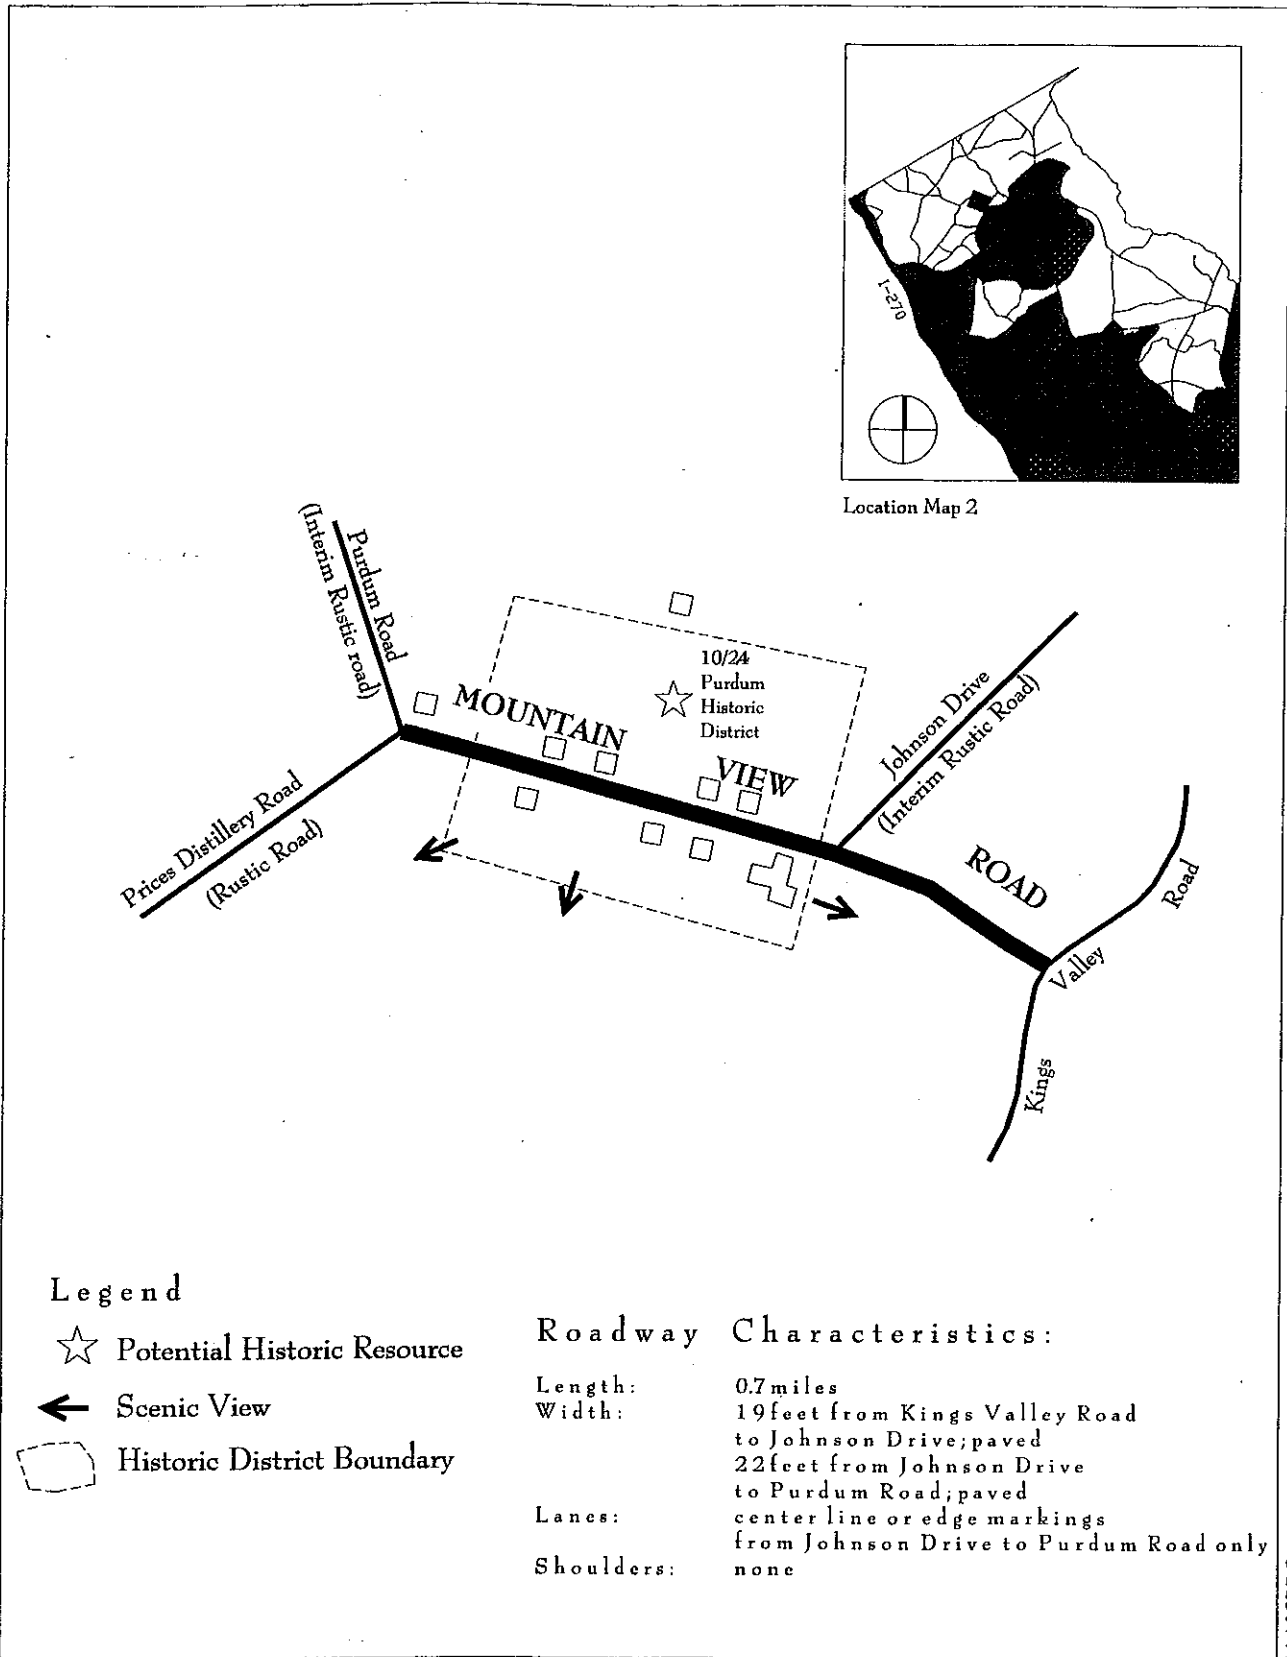 I-270
Location Map 2
Purdum Road
(Interim Rustic road)
10/24
Purdum
Historic
District
MOUNTAIN
VIEW
ROAD
Johnson Drive
(Interim Rustic Road)
Prices Distillery Road
(Rustic Road)
Kings
Valley
Road
Legend
Potential Historic Resource
Scenic View
Historic District Boundary
Roadway Characteristics:
Length: 0.7 miles
Width: 19 feet from Kings Valley Road
to Johnson Drive; paved
22 feet from Johnson Drive
to Purdum Road; paved
Lanes: center line or edge markings
from Johnson Drive to Purdum Road only
Shoulders: none